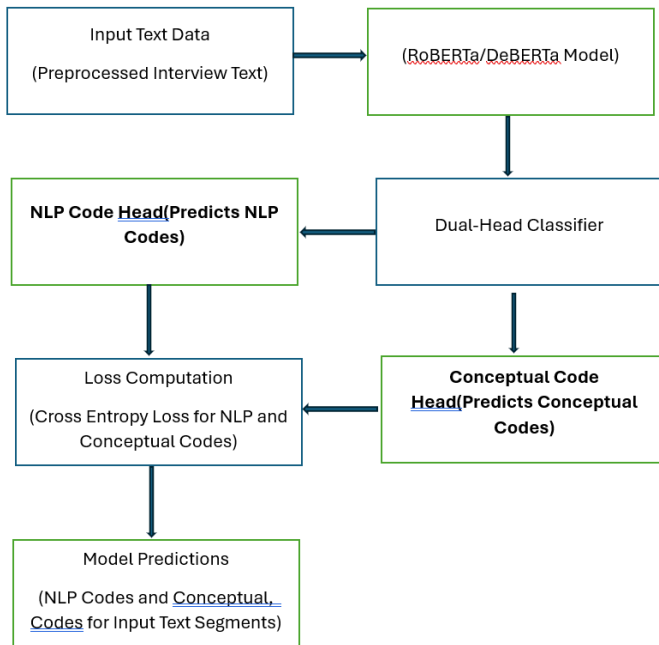 Input Text Data
(Preprocessed Interview Text)
(RoBERTa/DeBERTa Model)
NLP Code Head(Predicts NLP
Codes)
Dual-Head Classifier
Loss Computation
(Cross Entropy Loss for NLP and
Conceptual Codes)
Conceptual Code
Head(Predicts Conceptual
Codes)
Model Predictions
(NLP Codes and Conceptual,
Codes for Input Text Segments)